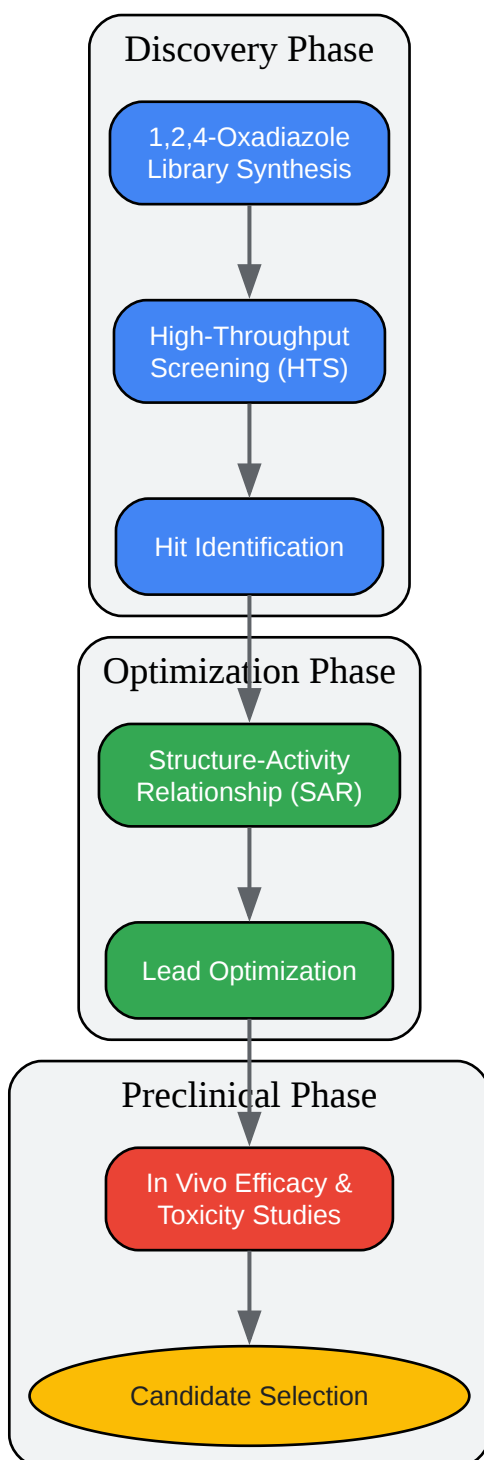 Discovery Phase
1,2,4-Oxadiazole
Library Synthesis
High-Throughput
Screening (HTS)
Hit Identification
Optimization Phase
Structure-Activity
Relationship (SAR)
Lead Optimization
Preclinical Phase
In Vivo Efficacy &
Toxicity Studies
Candidate Selection